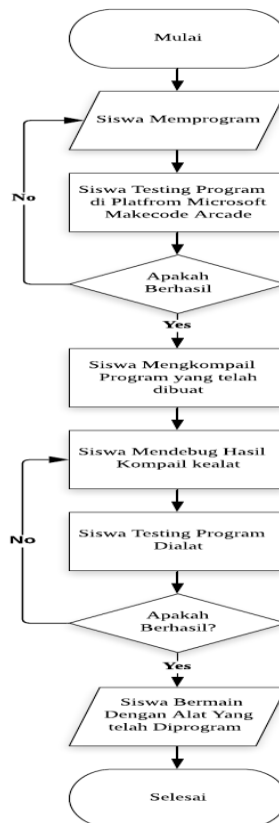 Mulai
Siswa Memprogram
No
Siswa Testing Program
di Platfrom Microsoft
Makecode Arcade
Apakah
Berhasil
Yes
Siswa Mengkompail
Program yang telah
dibuat
Siswa Mendebug Hasil
Kompail kealat
No
Siswa Testing Program
Dialat
Apakah
Berhasil?
Yes
Siswa Bermain
Dengan Alat Yang
telah Diprogram
Selesai